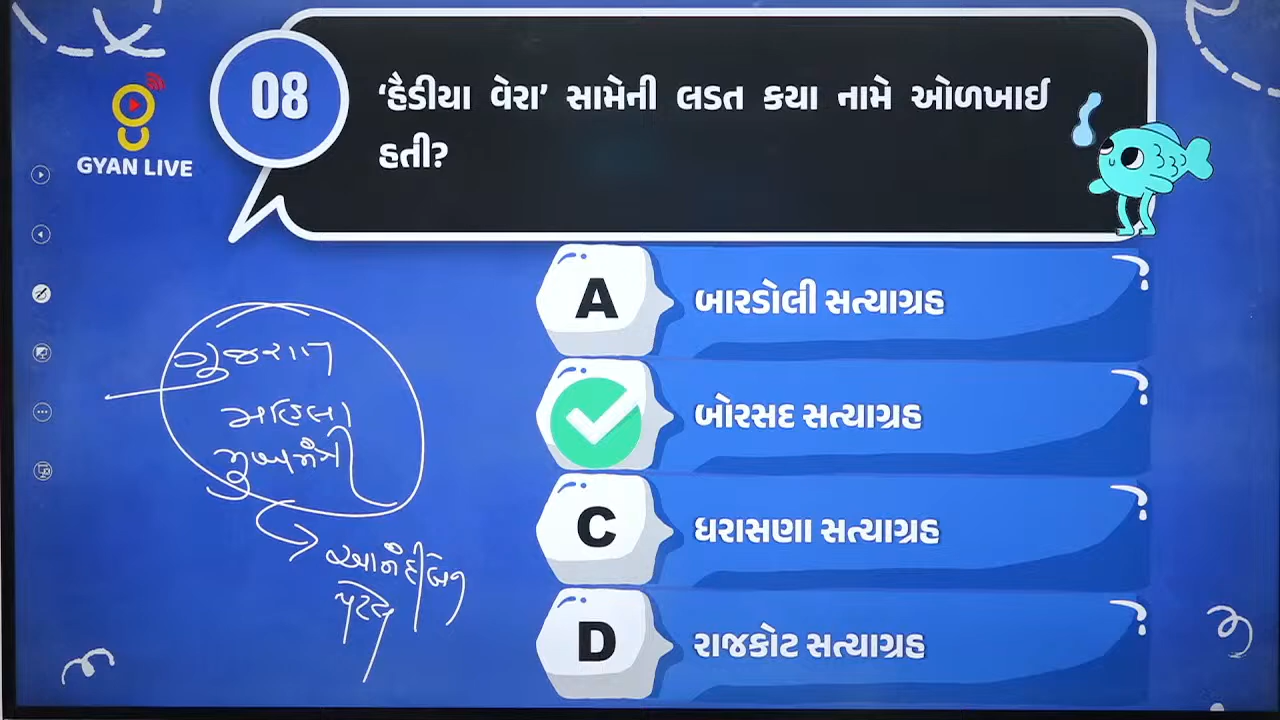 08
'હૈડીયા વેરા' સામેની લડત કયા નામે ઓળખાઈ
હતી?
GYAN LIVE
A બારડોલી સત્યાગ્રહ
બોરસદ સત્યાગ્રહ
C ધરાસણા સત્યાગ્રહ
D રાજકોટ સત્યાગ્રહ
ગુજરાત
મહિલા
મુખ્યમંત્રી
આનંદીબેન
પટેલ